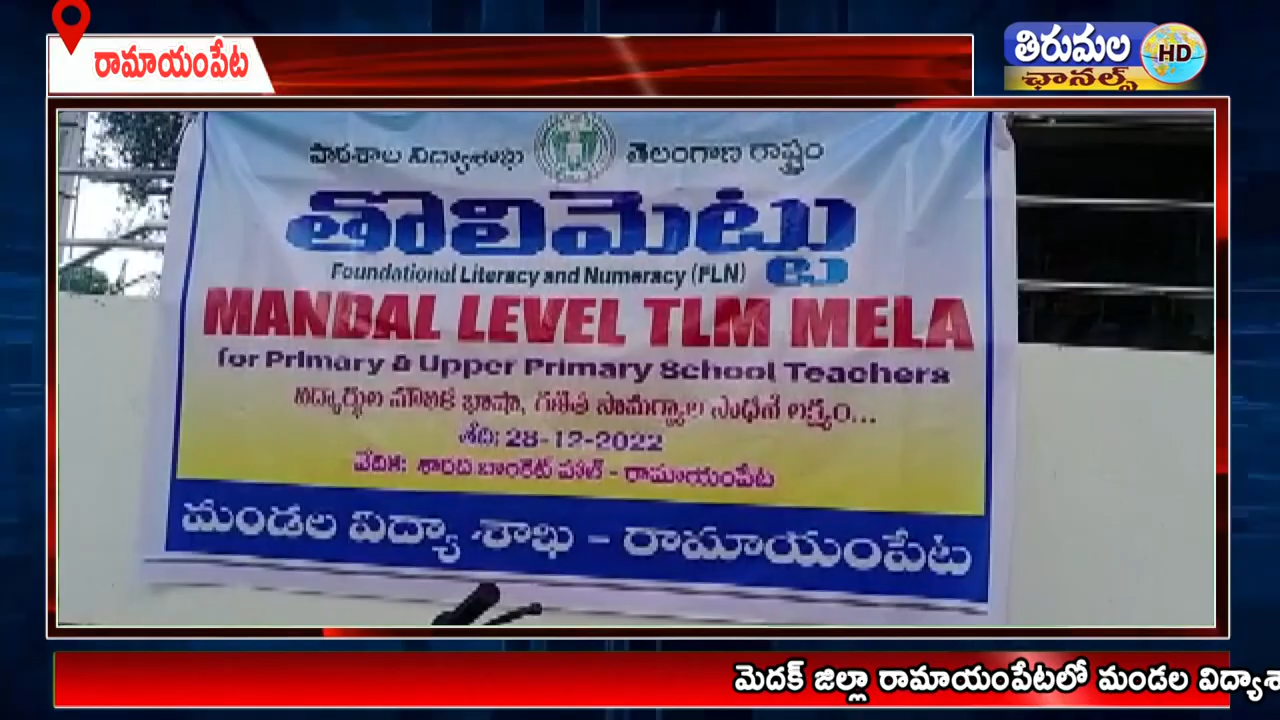 రామాయంపేట
తిరుమల
HD
ఛానల్స్
పాఠశాల విద్యాశాఖ తెలంగాణ రాష్ట్రం
తొలిమెట్టు
Foundational Literacy and Numeracy (FLN)
MANDAL LEVEL TLM MELA
for Primary & Upper Primary School Teachers
విద్యార్థుల మౌలిక భాషా, గణిత సామర్థ్యాల సాధనే లక్ష్యం...
తేది: 28-12-2022
వేదిక: శారద బాంకెట్ హాల్ - రామాయంపేట
మండల విద్యా శాఖ - రామాయంపేట
మెదక్ జిల్లా రామాయంపేటలో మండల విద్యాశ